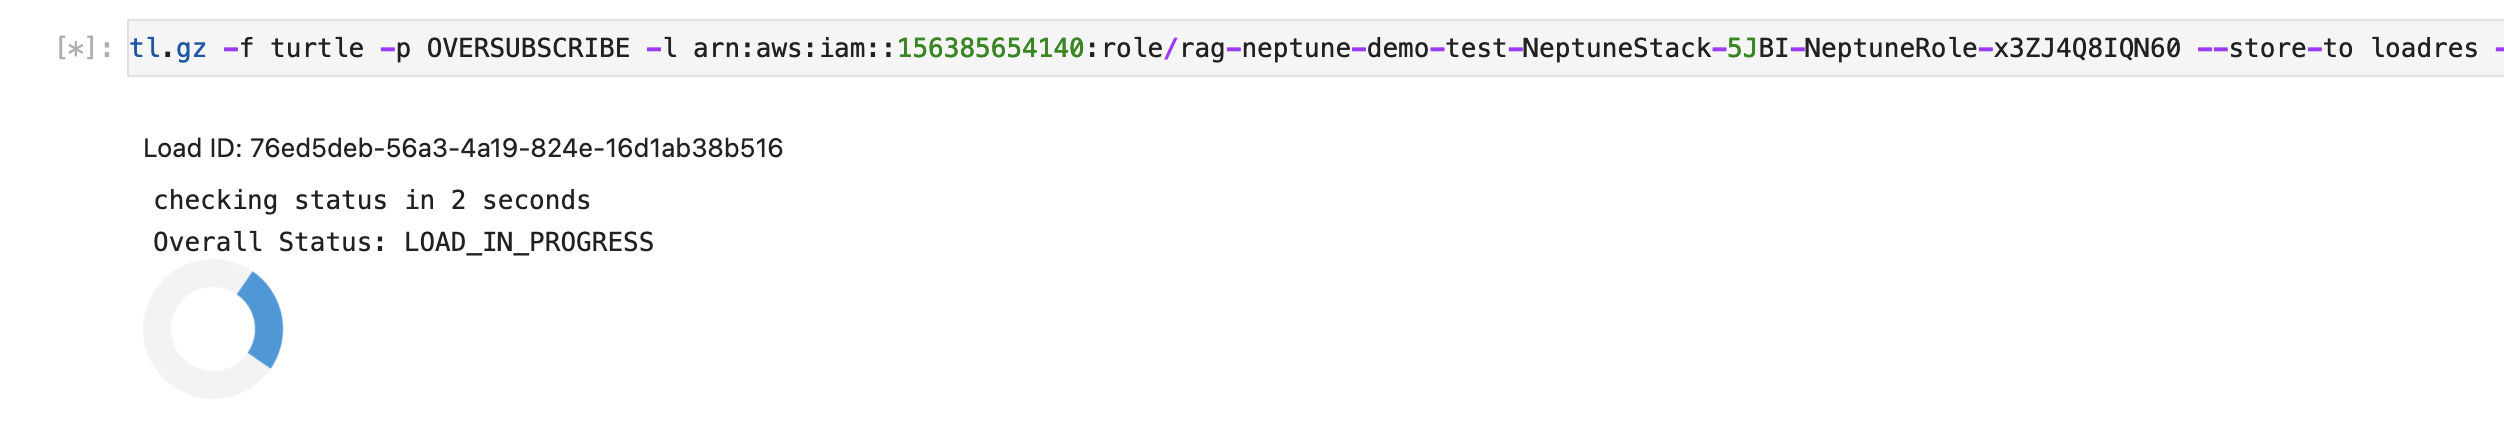 [*]: tl.gz -f turtle -p OVERSUBSCRIBE -l arn:aws:iam::156385654140:role/rag-neptune-demo-test-NeptuneStack-5JBI-NeptuneRole-x3ZJ4Q8IQN60 --store-to loadres -
Load ID: 76ed5deb-56a3-4a19-824e-16d1ab38b516
checking status in 2 seconds
Overall Status: LOAD_IN_PROGRESS